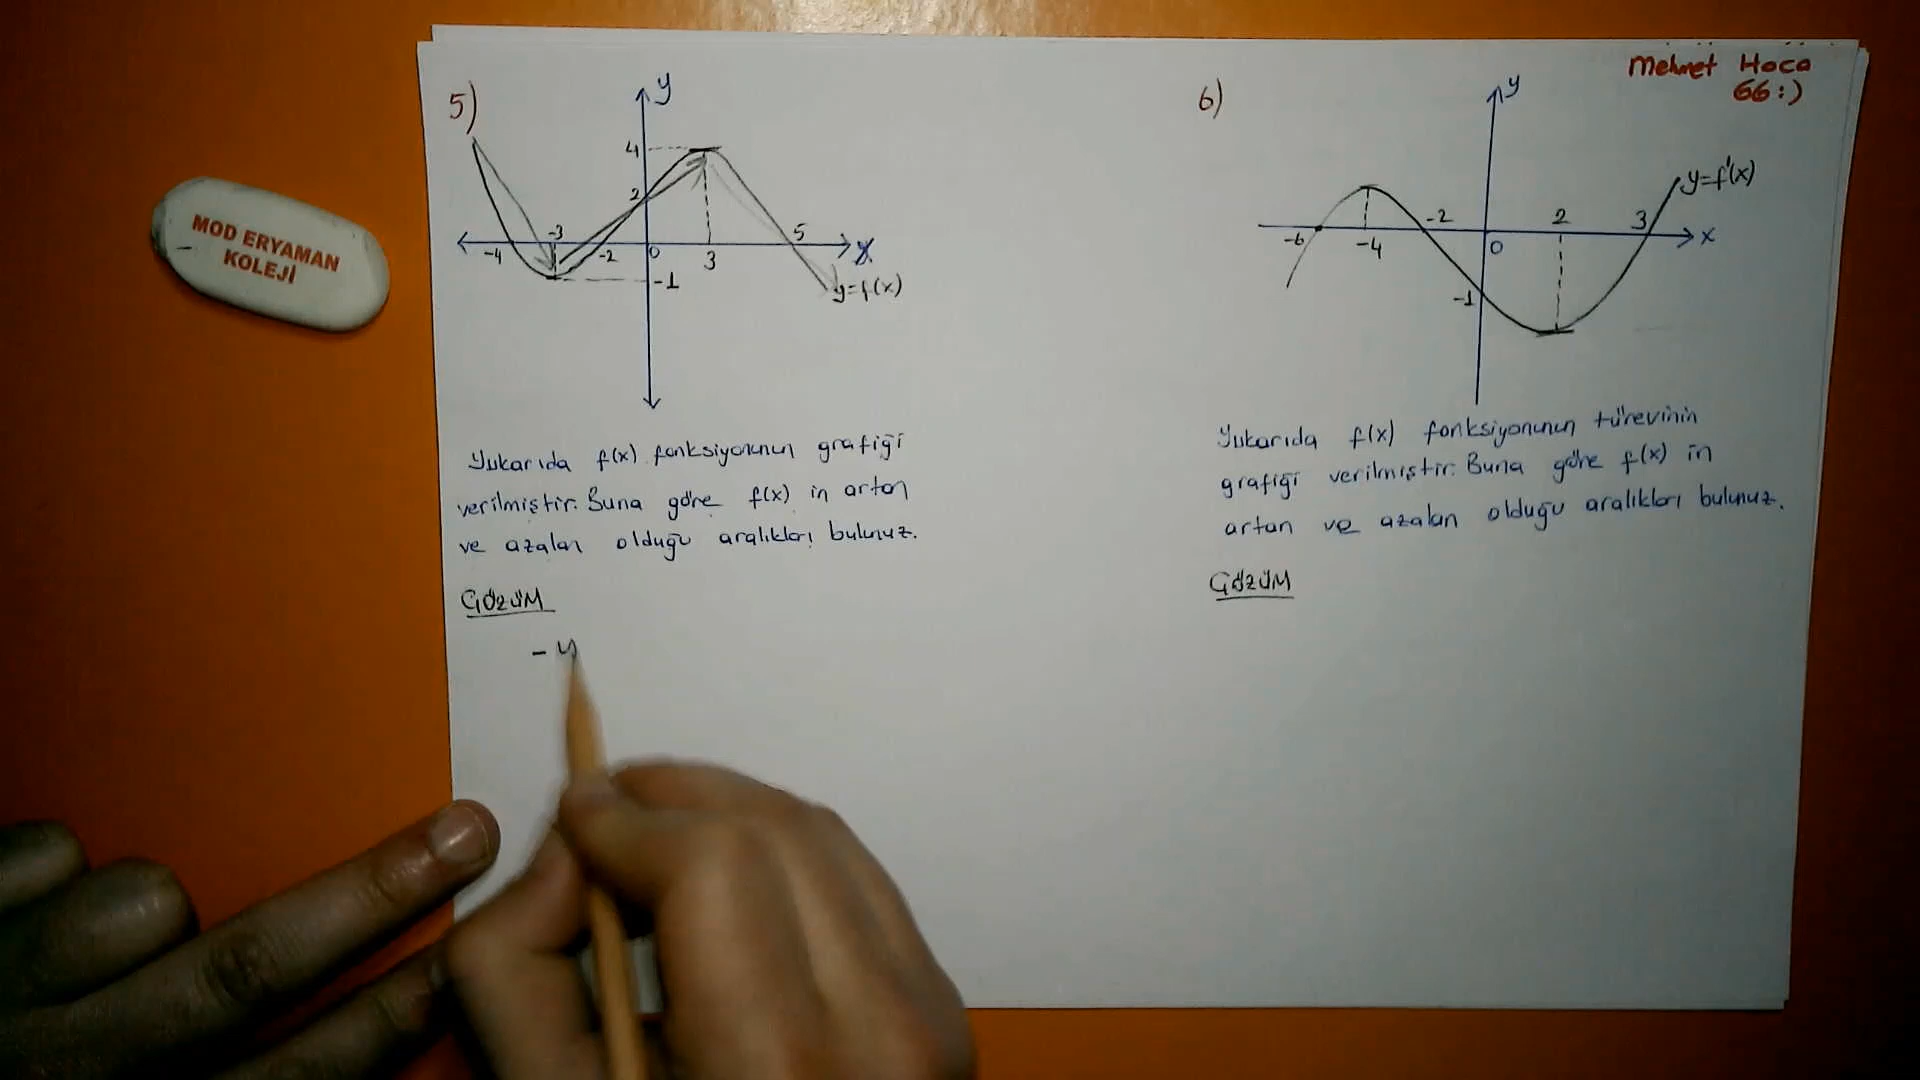 Mehmet Hoca
66:)
5)
y
4
2
-3
5
-4
-2
0
3
x
-1
y=f(x)
Yukarıda f(x) fonksiyonunun grafiği
verilmiştir. Buna göre f(x) in artan
ve azalan olduğu aralıkları bulunuz.
ÇÖZÜM
MOD ERYAMAN
KOLEJİ
6)
y
y=f'(x)
-2
2
3
x
-6
-4
0
-1
Yukarıda f(x) fonksiyonunun türevinin
grafiği verilmiştir. Buna göre f(x) in
artan ve azalan olduğu aralıkları bulunuz.
ÇÖZÜM